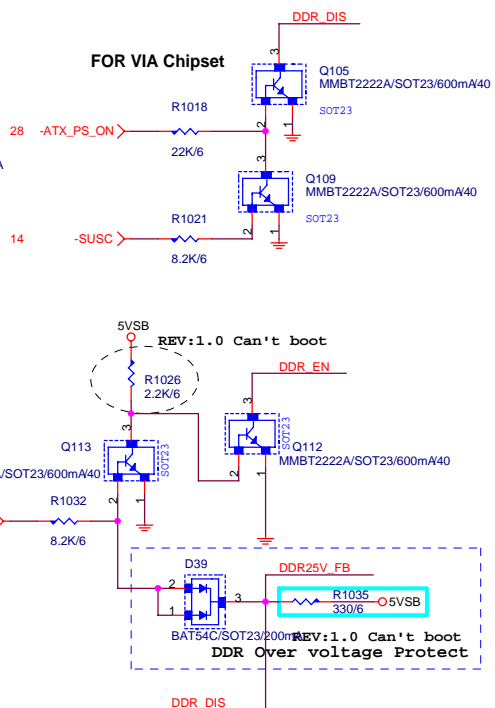 DDR_DIS
3
FOR VIA Chipset
Q105
MMBT2222A/SOT23/600mA/40
R1018
SOT23
28 -ATX_PS_ON
2
1
22K/6
3
Q109
MMBT2222A/SOT23/600mA/40
R1021
SOT23
14 -SUSC
2
1
8.2K/6
5VSB
REV:1.0 Can't boot
DDR_EN
R1026
2.2K/6
3
3
Q113
SOT23
Q112
SOT23
MMBT2222A/SOT23/600mA/40
A/SOT23/600mA/40
2
1
2
1
R1032
8.2K/6
D39
DDR25V_FB
2
3
R1035
5VSB
1
330/6
BAT54C/SOT23/200mA
REV:1.0 Can't boot
DDR Over voltage Protect
DDR_DIS